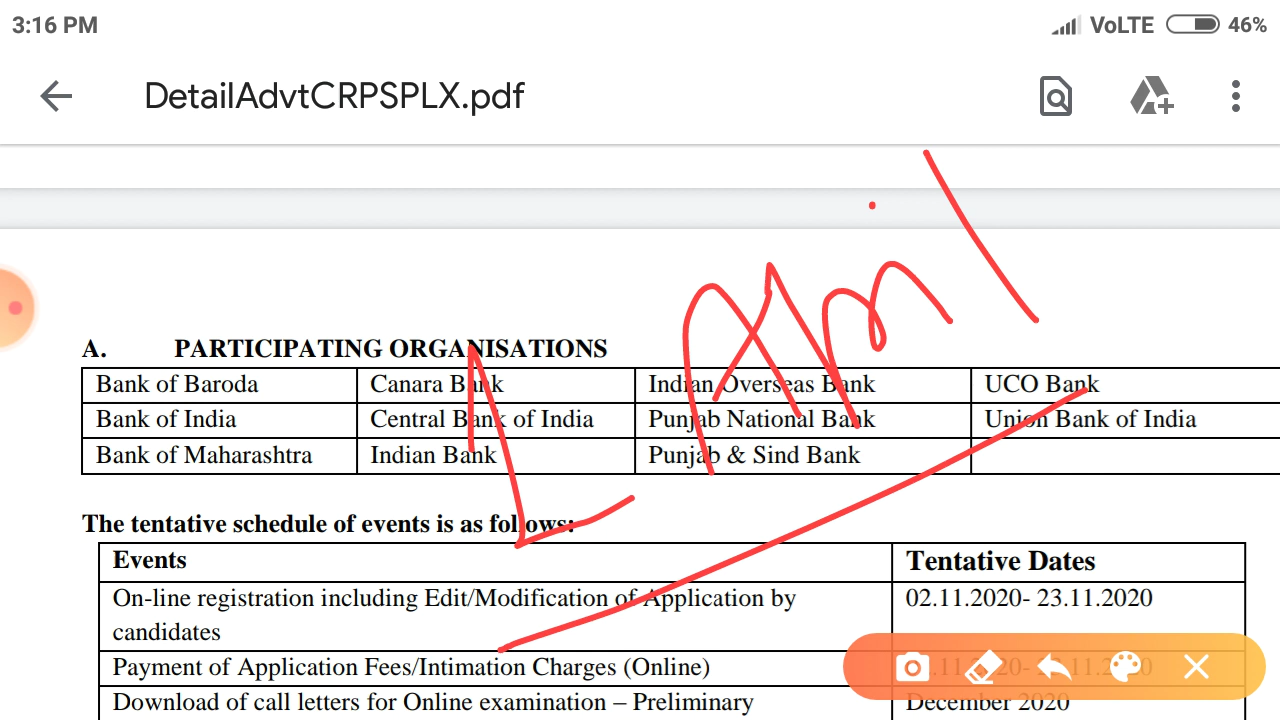 3:16 PM VoLTE 46%
DetailAdvtCRPSPLX.pdf
A. PARTICIPATING ORGANISATIONS
Bank of Baroda Canara Bank Indian Overseas Bank UCO Bank
Bank of India Central Bank of India Punjab National Bank Union Bank of India
Bank of Maharashtra Indian Bank Punjab & Sind Bank
The tentative schedule of events is as follows:
Events Tentative Dates
On-line registration including Edit/Modification of Application by 02.11.2020- 23.11.2020
candidates
Payment of Application Fees/Intimation Charges (Online)
Download of call letters for Online examination – Preliminary December 2020